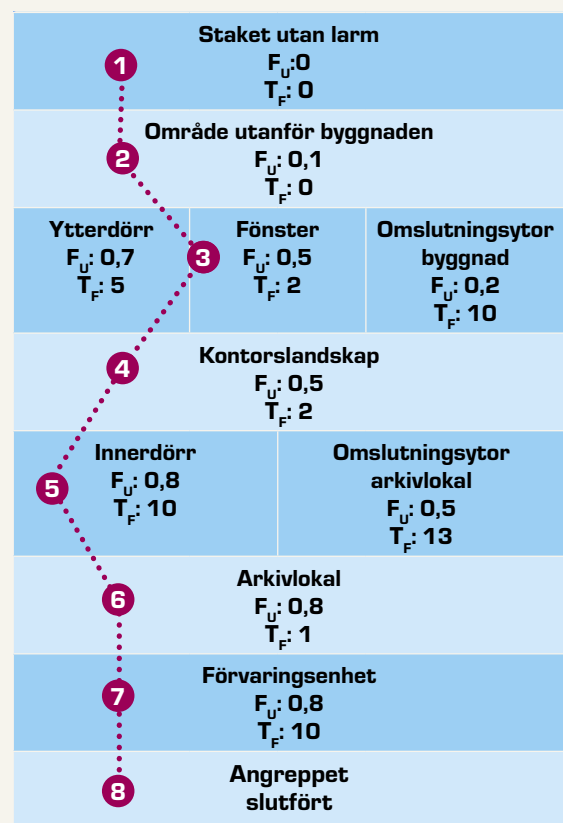 Staket utan larm
1
FU:0
TF: 0
Område utanför byggnaden
2
FU: 0,1
TF: 0
Ytterdörr
FU: 0,7
TF: 5
3
Fönster
FU: 0,5
TF: 2
Omslutningsytor
byggnad
FU: 0,2
TF: 10
4
Kontorslandskap
FU: 0,5
TF: 2
5
Innerdörr
FU: 0,8
TF: 10
Omslutningsytor
arkivlokal
FU: 0,5
TF: 13
6
Arkivlokal
FU: 0,8
TF: 1
7
Förvaringsenhet
FU: 0,8
TF: 10
8
Angreppet
slutfört